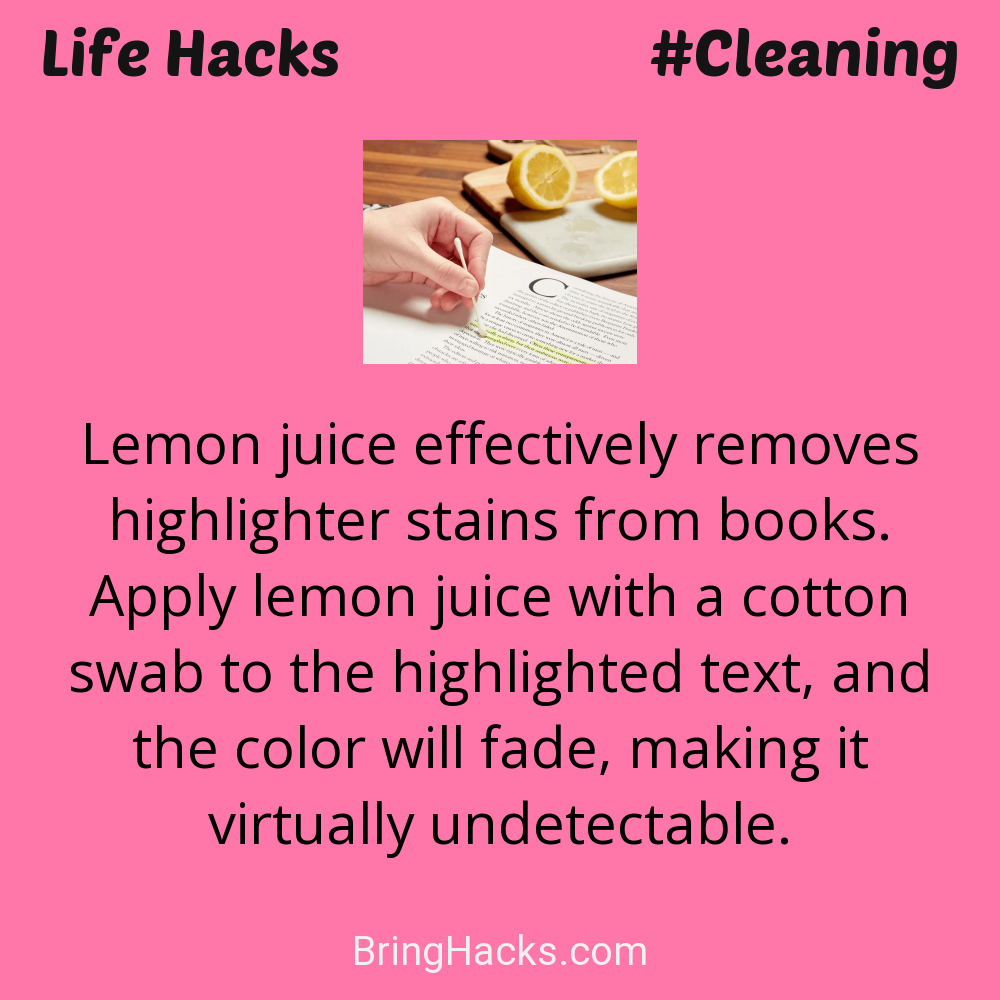 Life Hacks #Cleaning
C
Lemon juice effectively removes
highlighter stains from books.
Apply lemon juice with a cotton
swab to the highlighted text, and
the color will fade, making it
virtually undetectable.
BringHacks.com